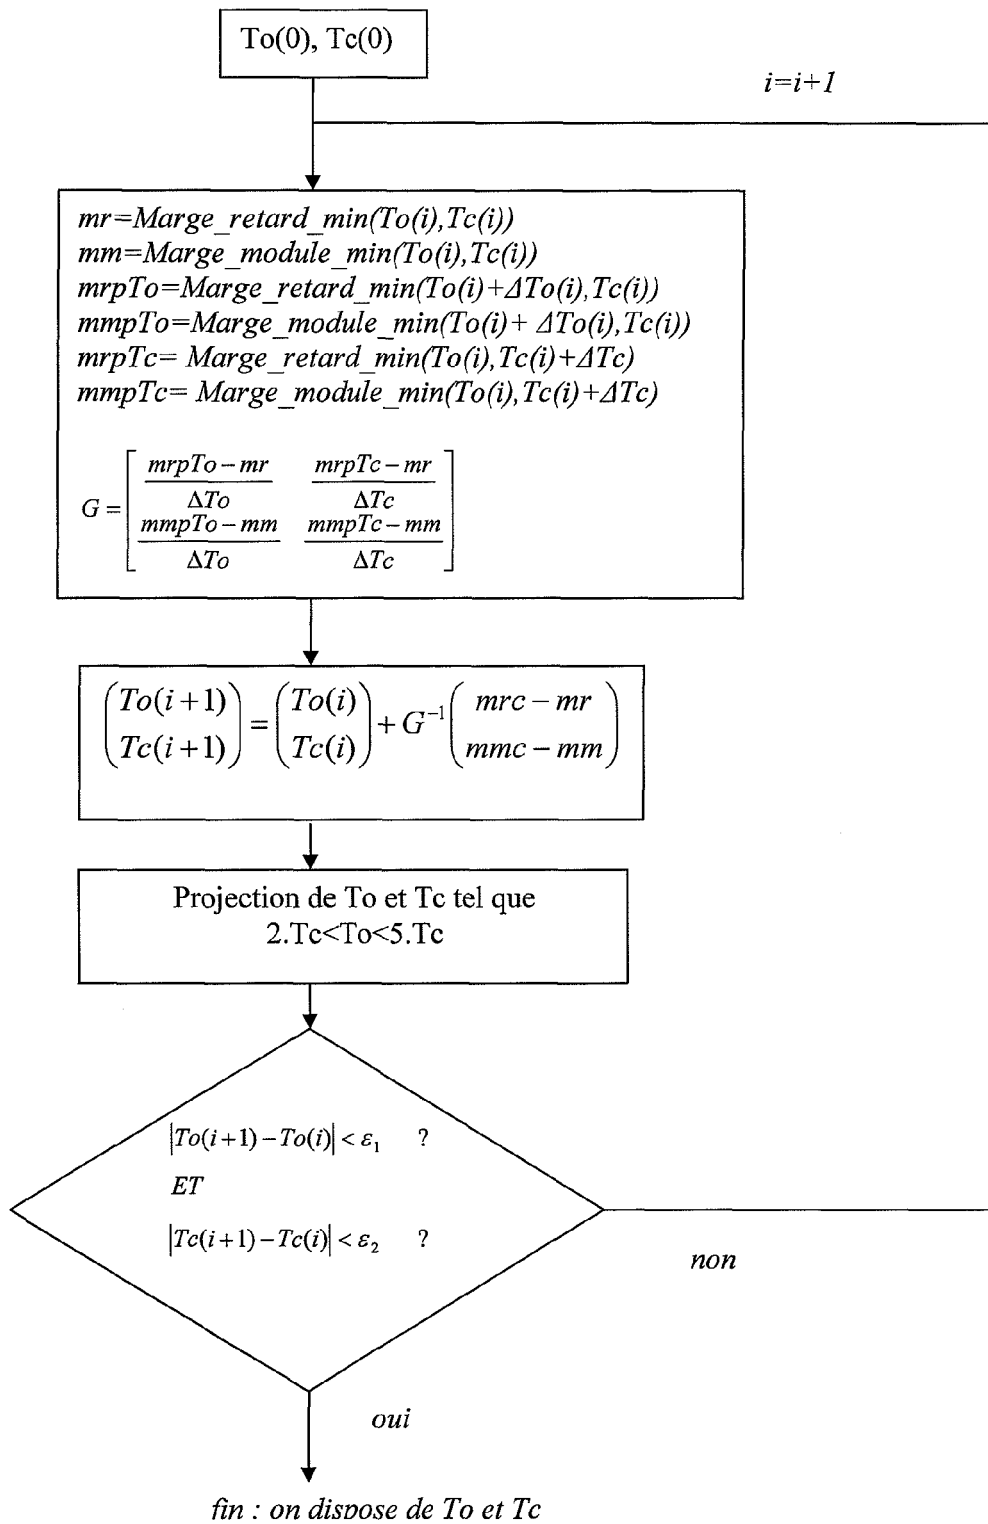 To(0), Tc(0)
i=i+1
mr=Marge_retard_min(To(i),Tc(i))
mm=Marge_module_min(To(i),Tc(i))
mrpTo=Marge_retard_min(To(i)+ΔTo(i),Tc(i))
mmpTo=Marge_module_min(To(i)+ ΔTo(i),Tc(i))
mrpTc= Marge_retard_min(To(i),Tc(i)+ΔTc)
mmpTc= Marge_module_min(To(i),Tc(i)+ΔTc)
mrpTo – mr mrpTc – mr
ΔTo ΔTc
G =
mmpTo – mm mmpTc – mm
ΔTo ΔTc
(To(i+1)) = (To(i)) + G⁻¹ (mrc – mr)
(Tc(i+1)) (Tc(i)) (mmc – mm)
Projection de To et Tc tel que
2.Tc<To<5.Tc
|To(i+1) – To(i)| < ε₁ ?
ET
|Tc(i+1) – Tc(i)| < ε₂ ?
non
oui
fin : on dispose de To et Tc